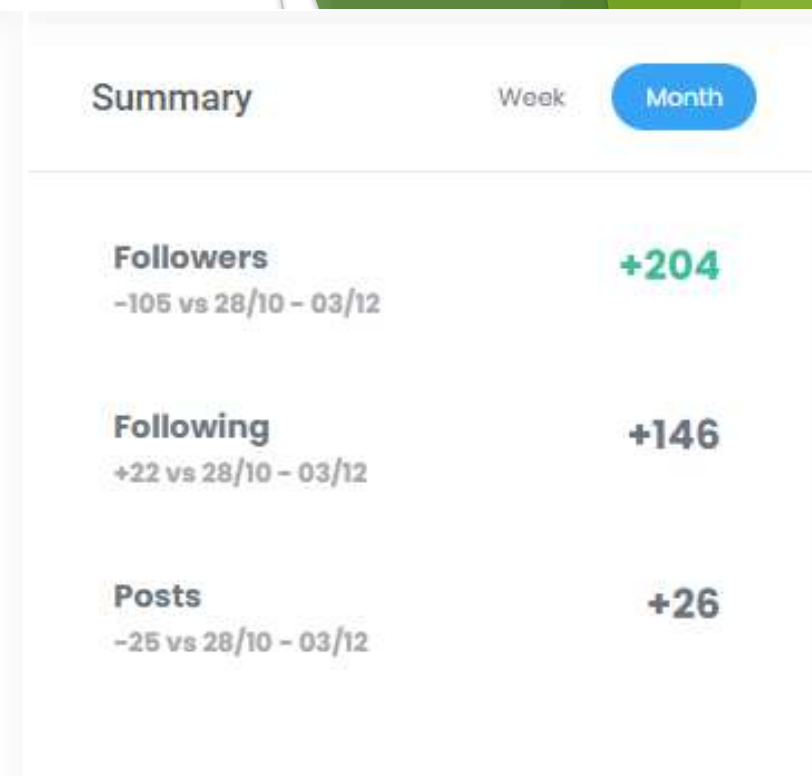 Summary
Week
Month
Followers
+204
-105 vs 28/10 - 03/12
Following
+146
+22 vs 28/10 - 03/12
Posts
+26
-25 vs 28/10 - 03/12